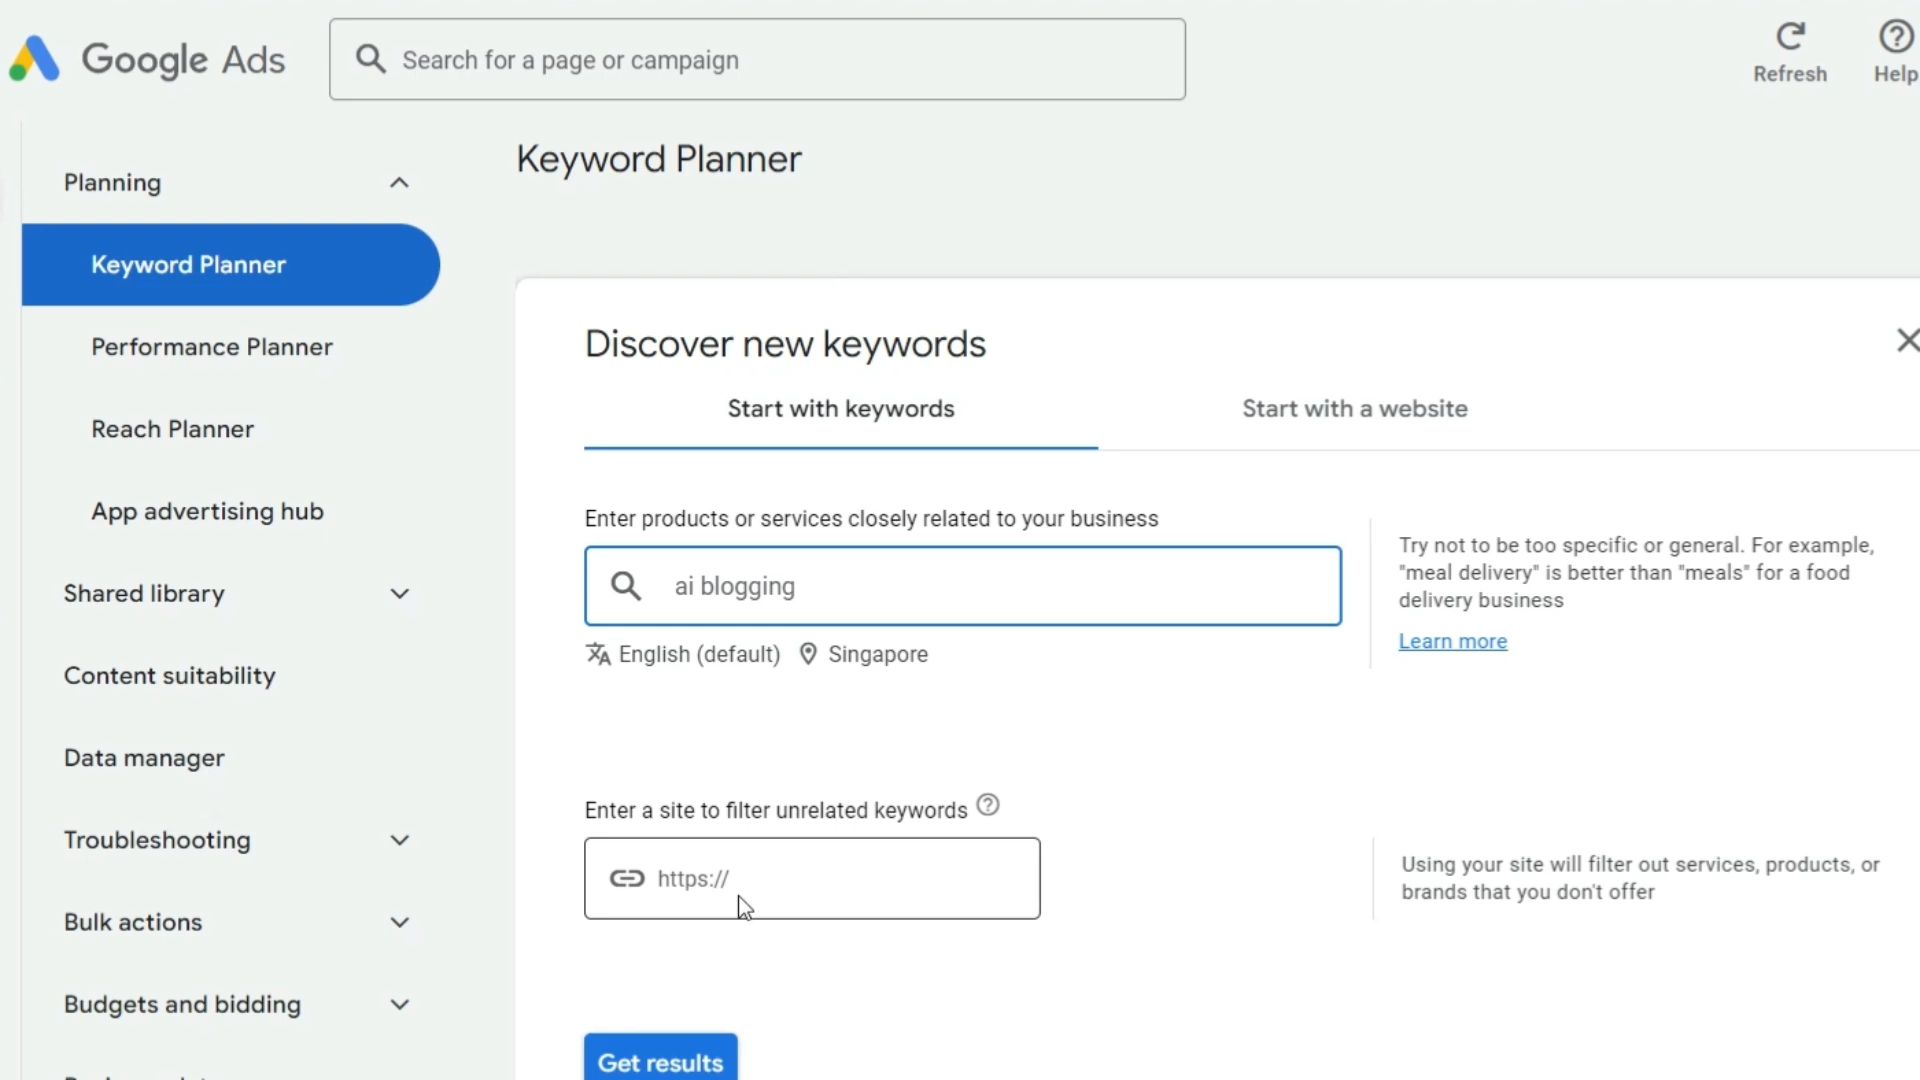 Google Ads
Search for a page or campaign
Refresh
Help
Planning
Keyword Planner
Performance Planner
Reach Planner
App advertising hub
Shared library
Content suitability
Data manager
Troubleshooting
Bulk actions
Budgets and bidding
Keyword Planner
Discover new keywords
Start with keywords
Start with a website
Enter products or services closely related to your business
ai blogging
English (default) Singapore
Try not to be too specific or general. For example,
"meal delivery" is better than "meals" for a food
delivery business
Learn more
Enter a site to filter unrelated keywords
https://
Using your site will filter out services, products, or
brands that you don't offer
Get results